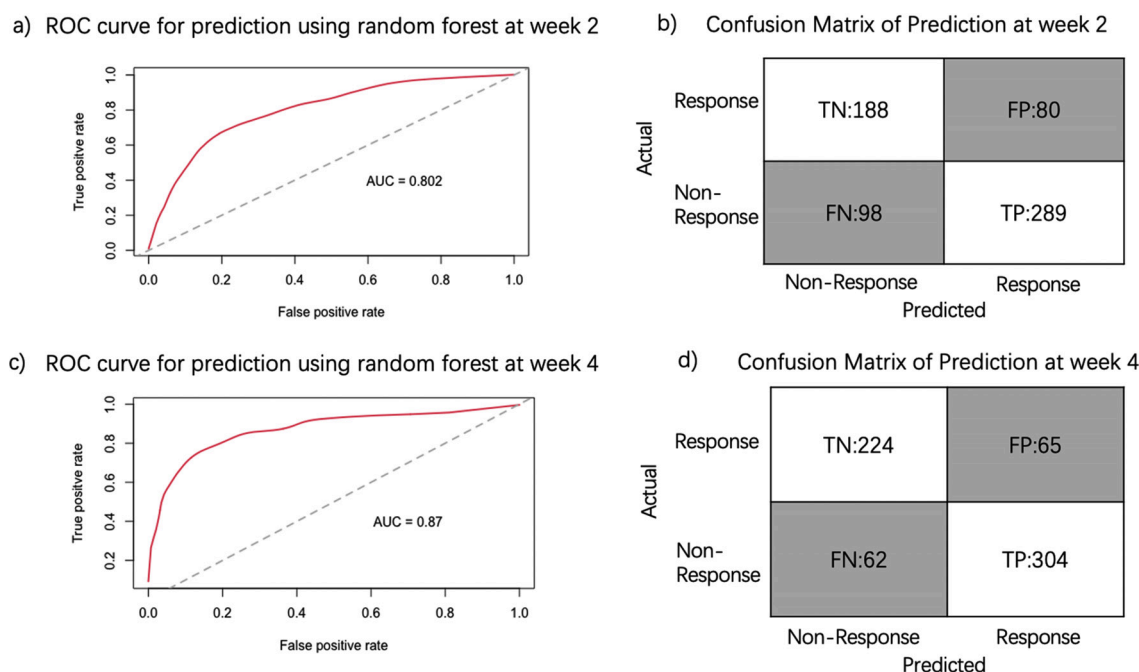 a) ROC curve for prediction using random forest at week 2
True positve rate
1.0
0.8
0.6
0.4
0.2
0.0
AUC = 0.802
0.0 0.2 0.4 0.6 0.8 1.0
False positive rate
b) Confusion Matrix of Prediction at week 2
Actual
Response
TN:188 FP:80
Non-
Response
FN:98 TP:289
Non-Response Response
Predicted
c) ROC curve for prediction using random forest at week 4
True positve rate
1.0
0.8
0.6
0.4
0.2
AUC = 0.87
0.0 0.2 0.4 0.6 0.8 1.0
False positive rate
d) Confusion Matrix of Prediction at week 4
Actual
Response
TN:224 FP:65
Non-
Response
FN:62 TP:304
Non-Response Response
Predicted